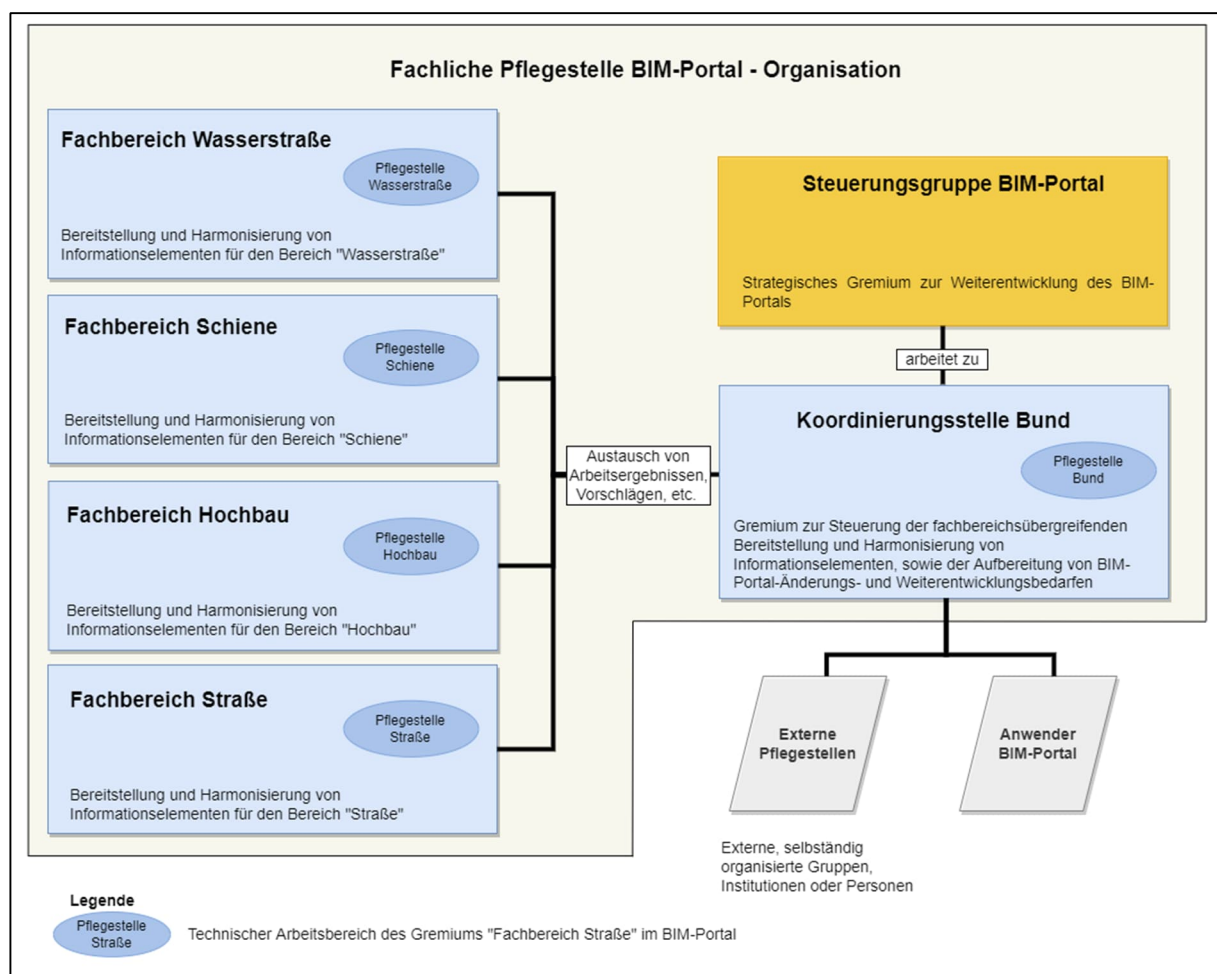 Fachliche Pflegestelle BIM-Portal - Organisation
Fachbereich Wasserstraße
Pflegestelle
Wasserstraße
Bereitstellung und Harmonisierung von
Informationselementen für den Bereich "Wasserstraße"
Fachbereich Schiene
Pflegestelle
Schiene
Bereitstellung und Harmonisierung von
Informationselementen für den Bereich "Schiene"
Fachbereich Hochbau
Pflegestelle
Hochbau
Bereitstellung und Harmonisierung von
Informationselementen für den Bereich "Hochbau"
Fachbereich Straße
Pflegestelle
Straße
Bereitstellung und Harmonisierung von
Informationselementen für den Bereich "Straße"
Austausch von
Arbeitsergebnissen,
Vorschlägen, etc.
Steuerungsgruppe BIM-Portal
Strategisches Gremium zur Weiterentwicklung des BIM-
Portals
arbeitet zu
Koordinierungsstelle Bund
Pflegestelle
Bund
Gremium zur Steuerung der fachbereichsübergreifenden
Bereitstellung und Harmonisierung von
Informationselementen, sowie der Aufbereitung von BIM-
Portal-Änderungs- und Weiterentwicklungsbedarfen
Externe
Pflegestellen
Anwender
BIM-Portal
Externe, selbständig
organisierte Gruppen,
Institutionen oder Personen
Legende
Pflegestelle
Straße
Technischer Arbeitsbereich des Gremiums "Fachbereich Straße" im BIM-Portal